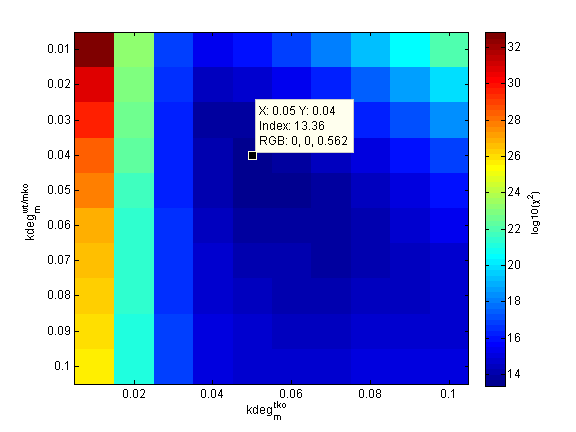 0.01
0.02
0.03
0.04
0.05
0.06
0.07
0.08
0.09
0.1
kdeg_m^wt/mko
X: 0.05 Y: 0.04
Index: 13.36
RGB: 0, 0, 0.562
0.02 0.04 0.06 0.08 0.1
kdeg_m^tko
32
30
28
26
24
22
20
18
16
14
log10(χ²)